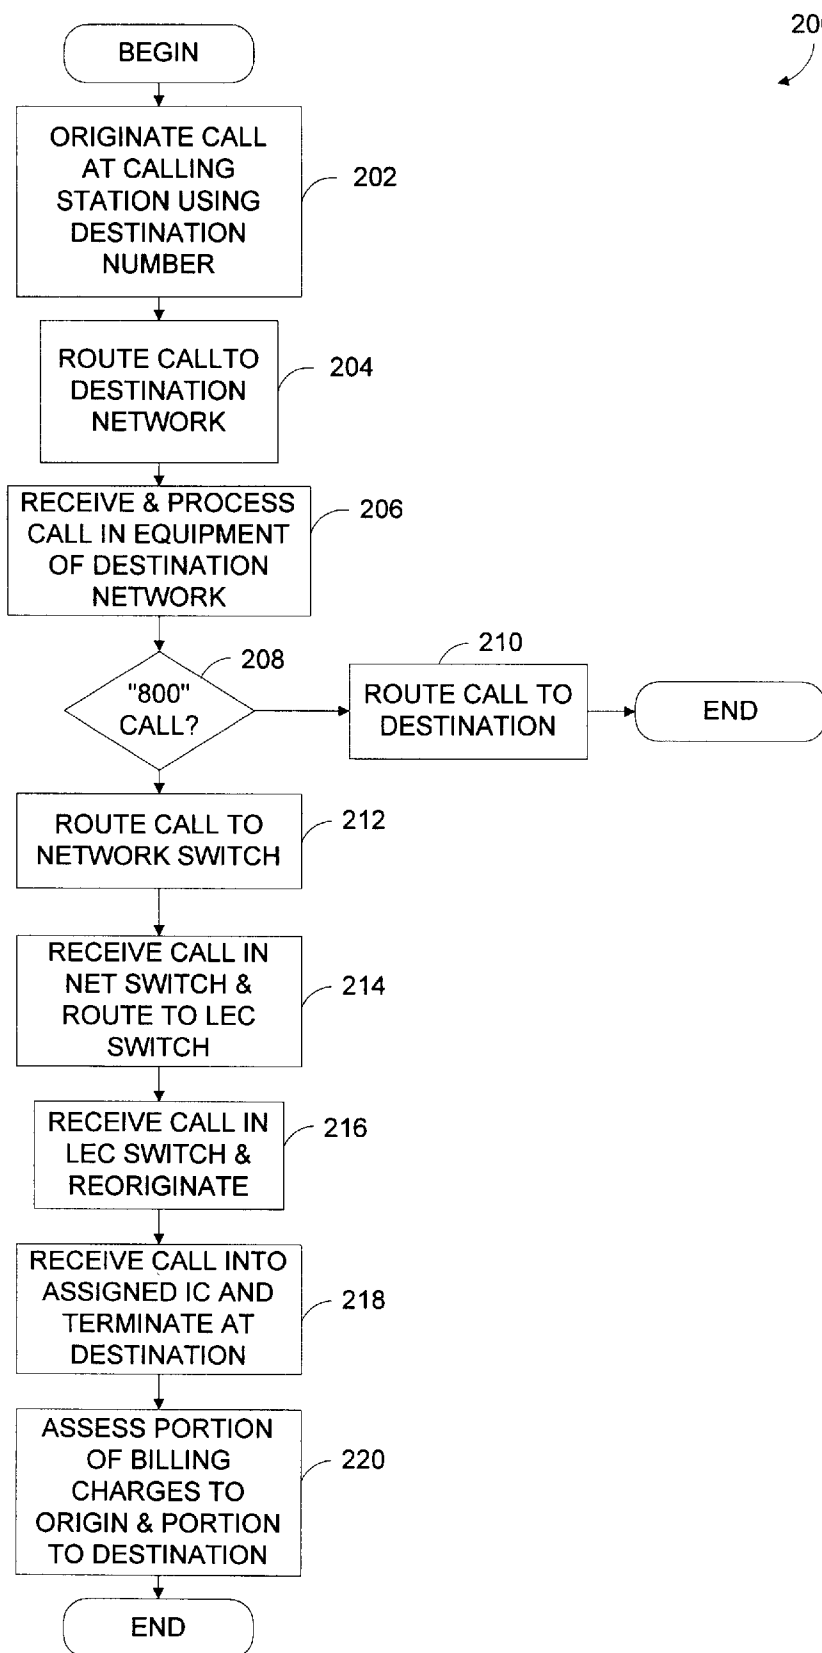 20
BEGIN
ORIGINATE CALL
AT CALLING
STATION USING
DESTINATION
NUMBER
202
ROUTE CALLTO
DESTINATION
NETWORK
204
RECEIVE & PROCESS
CALL IN EQUIPMENT
OF DESTINATION
NETWORK
206
"800"
CALL?
208
210
ROUTE CALL TO
DESTINATION
END
ROUTE CALL TO
NETWORK SWITCH
212
RECEIVE CALL IN
NET SWITCH &
ROUTE TO LEC
SWITCH
214
RECEIVE CALL IN
LEC SWITCH &
REORIGINATE
216
RECEIVE CALL INTO
ASSIGNED IC AND
TERMINATE AT
DESTINATION
218
ASSESS PORTION
OF BILLING
CHARGES TO
ORIGIN & PORTION
TO DESTINATION
220
END